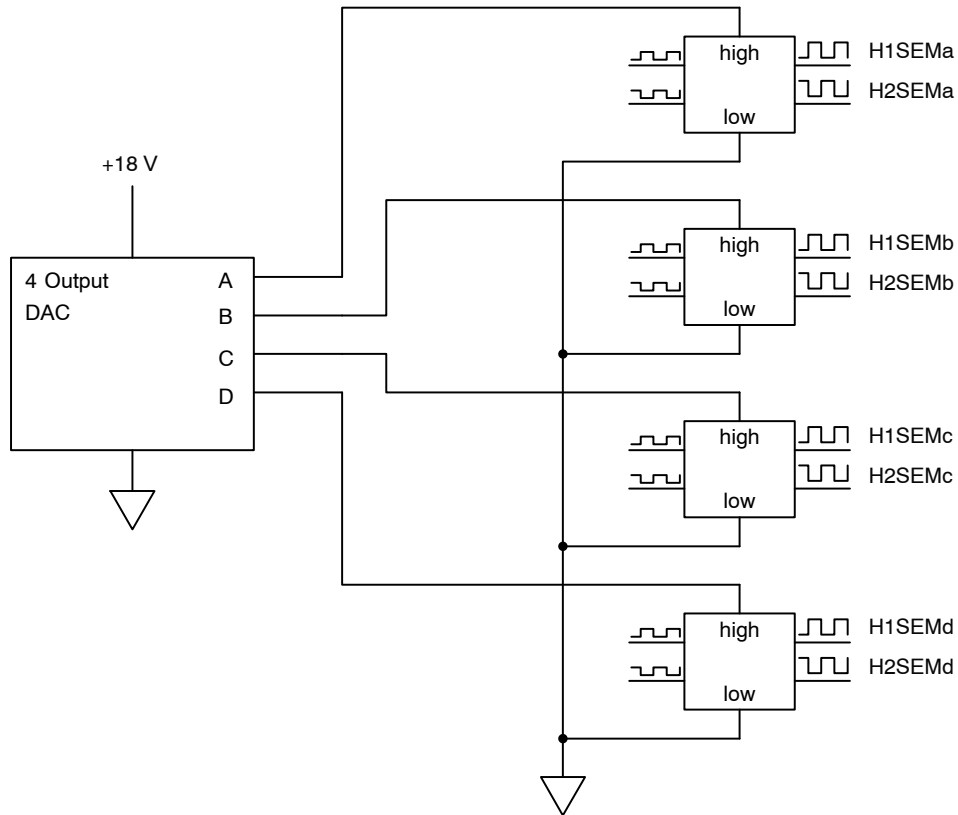 high
H1SEMa
H2SEMa
low
+18 V
4 Output
DAC
A
B
C
D
high
H1SEMb
H2SEMb
low
high
H1SEMc
H2SEMc
low
high
H1SEMd
H2SEMd
low